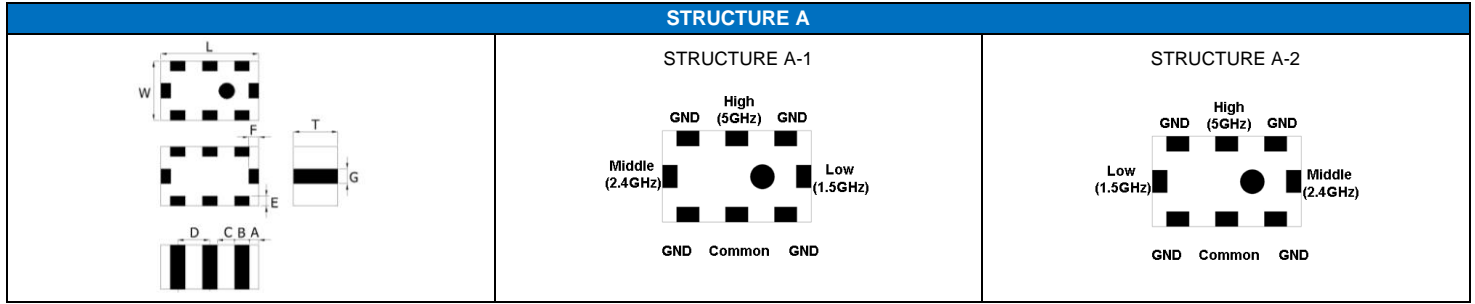 STRUCTURE A
L
W
F
T
G
E
D C B A
STRUCTURE A-1
High
GND (5GHz) GND
Middle
(2.4GHz)
Low
(1.5GHz)
GND Common GND
STRUCTURE A-2
High
GND (5GHz) GND
Low
(1.5GHz)
Middle
(2.4GHz)
GND Common GND